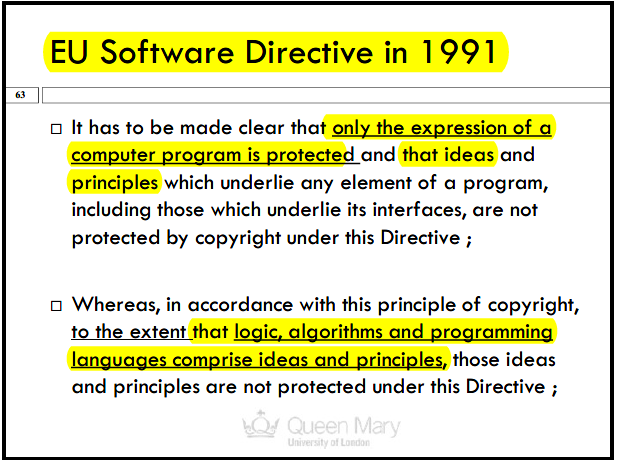 EU Software Directive in 1991
63
It has to be made clear that only the expression of a
computer program is protected and that ideas and
principles which underlie any element of a program,
including those which underlie its interfaces, are not
protected by copyright under this Directive ;
Whereas, in accordance with this principle of copyright,
to the extent that logic, algorithms and programming
languages comprise ideas and principles, those ideas
and principles are not protected under this Directive ;
Queen Mary
University of London